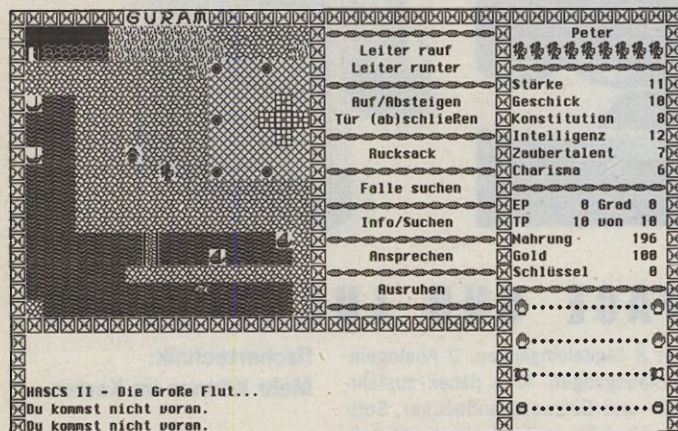 GURAM
Leiter rauf
Leiter runter
Auf/Absteigen
Tür (ab)schließen
Rucksack
Falle suchen
Info/Suchen
Ansprechen
Ausruhen
Peter
Stärke 11
Geschick 10
Konstitution 8
Intelligenz 12
Zaubertalent 7
Charisma 6
EP 0 Grad 0
TP 10 von 10
Nahrung 196
Gold 100
Schlüssel 0
HASCS II - Die Große Flut...
Du kommst nicht voran.
Du kommst nicht voran.